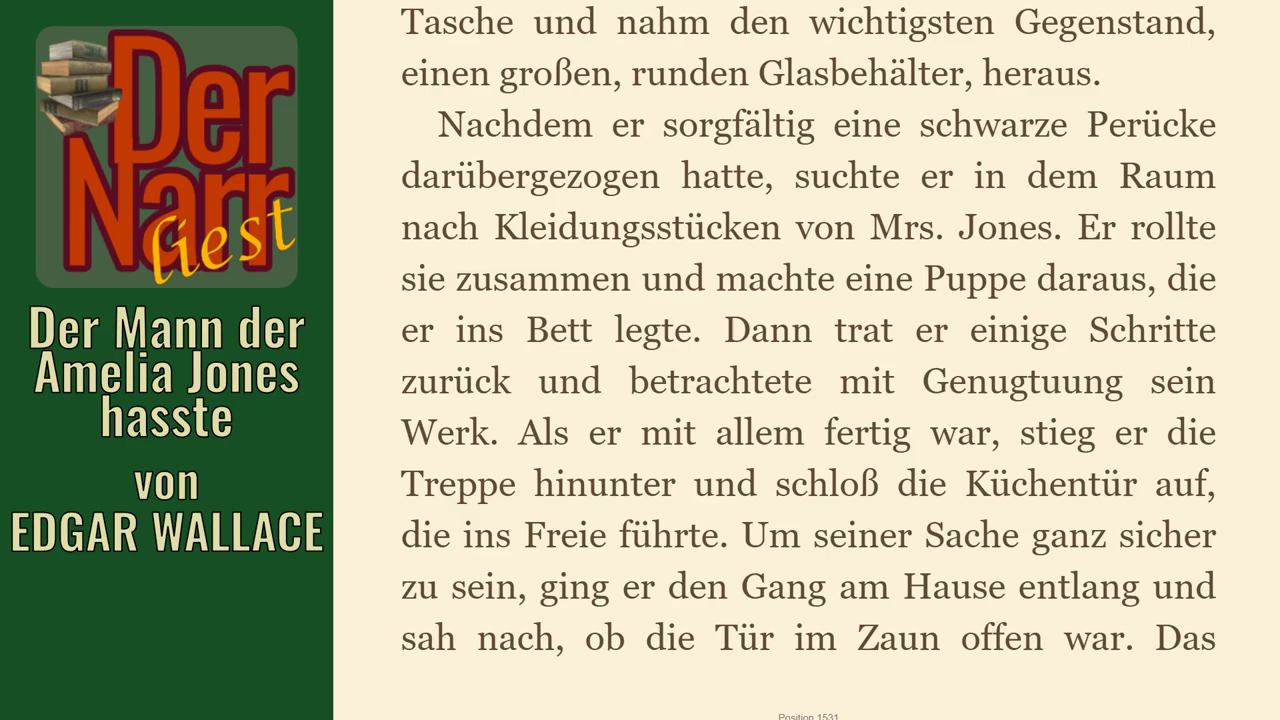 Der
Narr
liest
Der Mann der
Amelia Jones
hasste
von
EDGAR WALLACE
Tasche und nahm den wichtigsten Gegenstand,
einen großen, runden Glasbehälter, heraus.
Nachdem er sorgfältig eine schwarze Perücke
darübergezogen hatte, suchte er in dem Raum
nach Kleidungsstücken von Mrs. Jones. Er rollte
sie zusammen und machte eine Puppe daraus, die
er ins Bett legte. Dann trat er einige Schritte
zurück und betrachtete mit Genugtuung sein
Werk. Als er mit allem fertig war, stieg er die
Treppe hinunter und schloß die Küchentür auf,
die ins Freie führte. Um seiner Sache ganz sicher
zu sein, ging er den Gang am Hause entlang und
sah nach, ob die Tür im Zaun offen war. Das
Position 1531